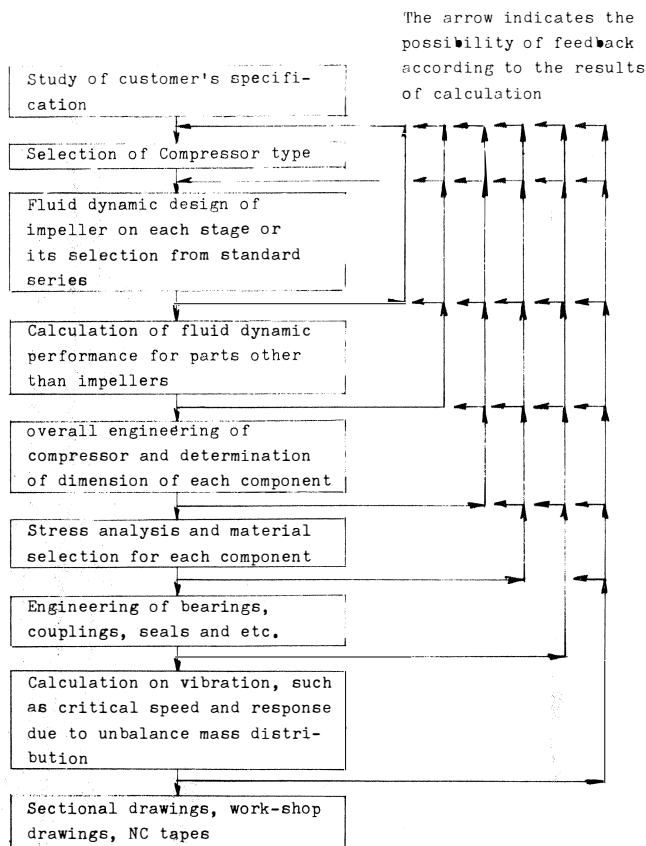 The arrow indicates the
possibility of feedback
according to the results
of calculation
Study of customer's specifi-
cation
Selection of Compressor type
Fluid dynamic design of
impeller on each stage or
its selection from standard
series
Calculation of fluid dynamic
performance for parts other
than impellers
overall engineering of
compressor and determination
of dimension of each component
Stress analysis and material
selection for each component
Engineering of bearings,
couplings, seals and etc.
Calculation on vibration, such
as critical speed and response
due to unbalance mass distri-
bution
Sectional drawings, work-shop
drawings, NC tapes